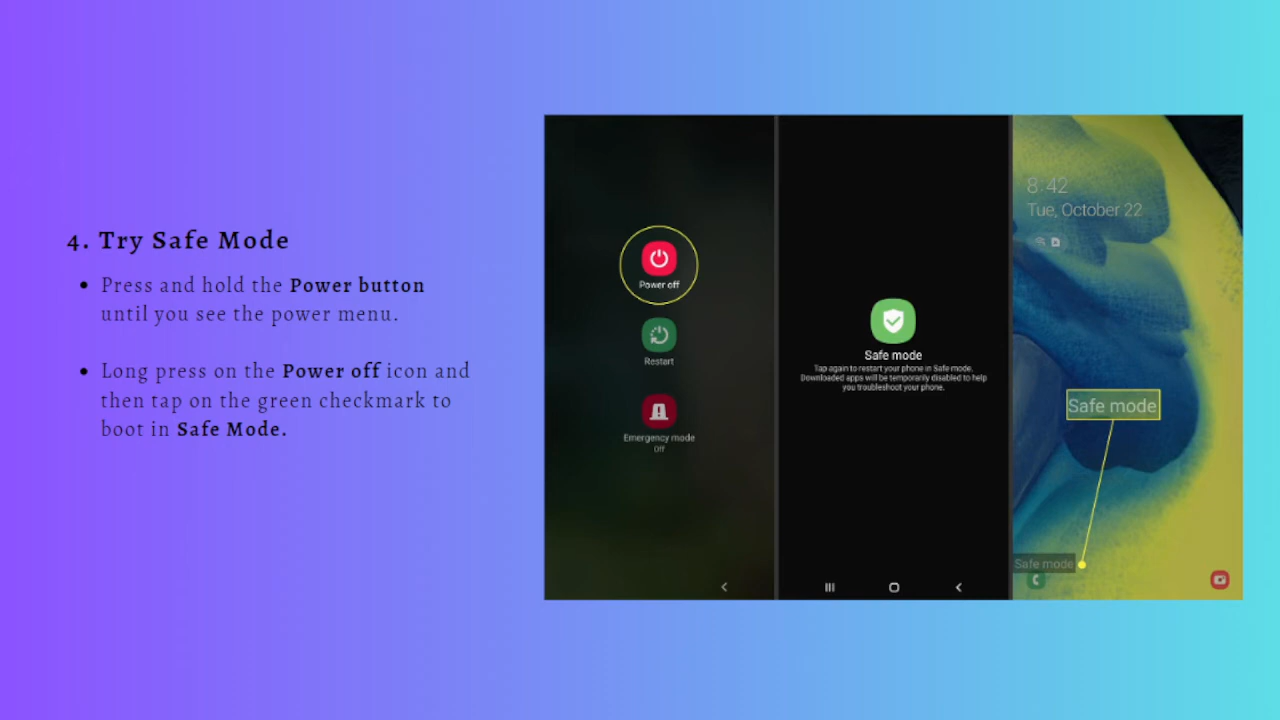 4. Try Safe Mode
Press and hold the Power button
until you see the power menu.
Long press on the Power off icon and
then tap on the green checkmark to
boot in Safe Mode.
Power off
Restart
Emergency mode
Off
Safe mode
Tap again to restart your phone in Safe mode.
Downloaded apps will be temporarily disabled to help
you troubleshoot your phone.
8:42
Tue, October 22
Safe mode
Safe mode